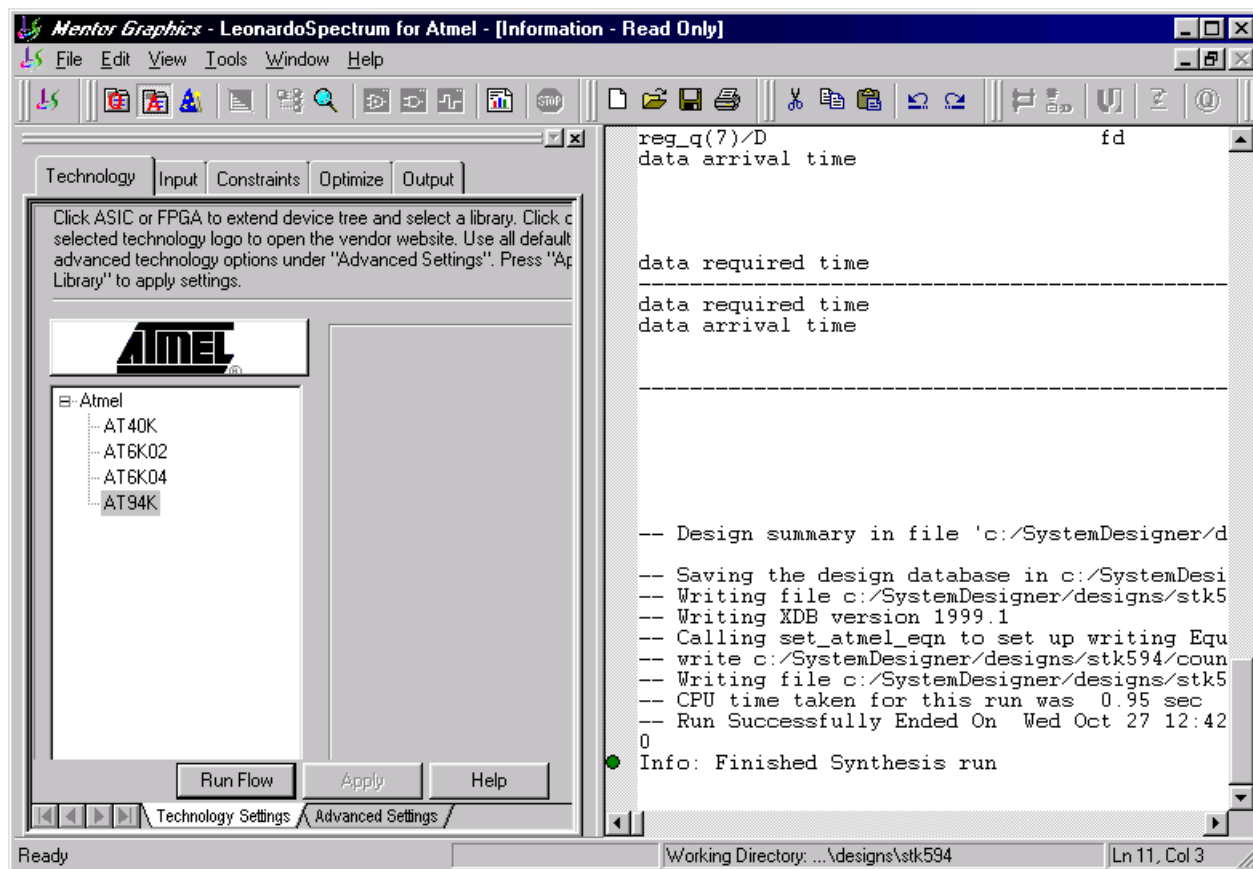 Mentor Graphics - LeonardoSpectrum for Atmel - [Information - Read Only]
File Edit View Tools Window Help
STOP
Technology Input Constraints Optimize Output
Click ASIC or FPGA to extend device tree and select a library. Click
selected technology logo to open the vendor website. Use all default
advanced technology options under "Advanced Settings". Press "Ap
Library" to apply settings.
ATMEL
Atmel
AT40K
AT6K02
AT6K04
AT94K
Run Flow Apply Help
Technology Settings Advanced Settings
reg_q(7)/D fd
data arrival time
data required time
data required time
data arrival time
-- Design summary in file 'c:/SystemDesigner/d
-- Saving the design database in c:/SystemDesi
-- Writing file c:/SystemDesigner/designs/stk5
-- Writing XDB version 1999.1
-- Calling set_atmel_eqn to set up writing Equ
-- write c:/SystemDesigner/designs/stk594/coun
-- Writing file c:/SystemDesigner/designs/stk5
-- CPU time taken for this run was 0.95 sec
-- Run Successfully Ended On Wed Oct 27 12:42
0
Info: Finished Synthesis run
Ready Working Directory: ...\designs\stk594 Ln 11, Col 3